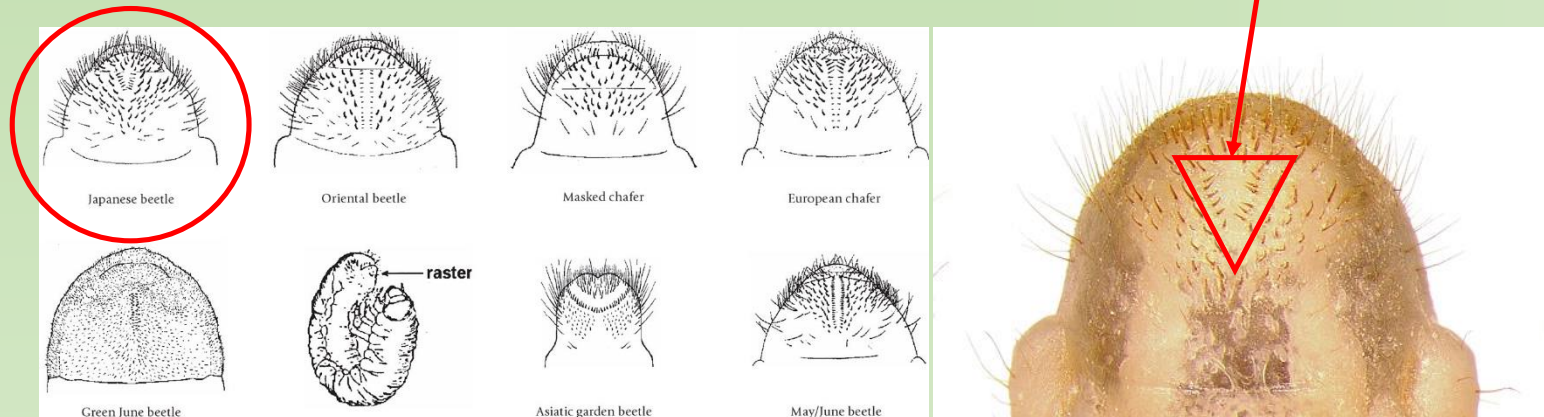 Japanese beetle
Oriental beetle
Masked chafer
European chafer
raster
Green June beetle
Asiatic garden beetle
May/June beetle